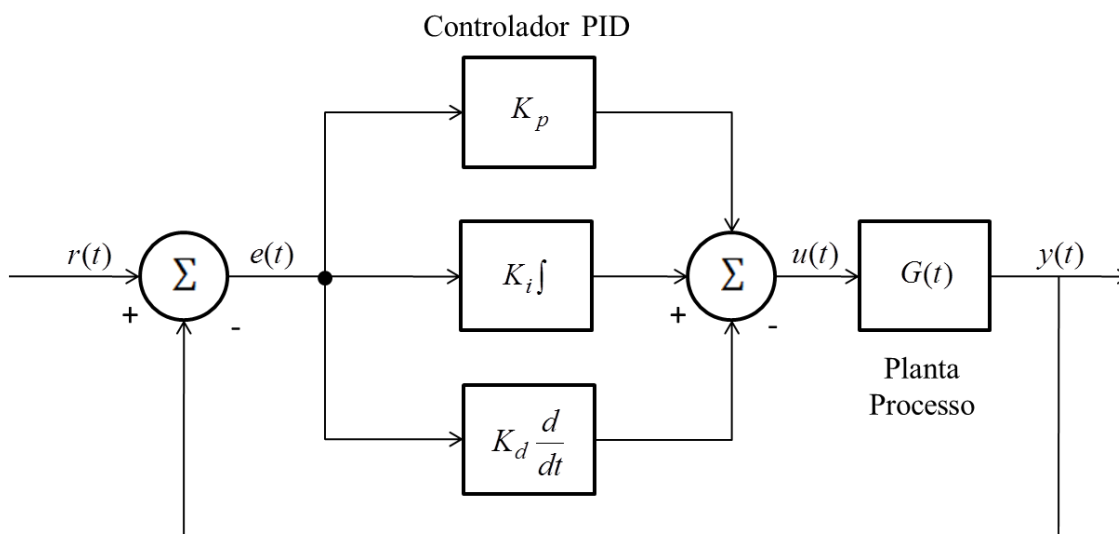 Controlador PID
K_p
r(t)
Σ
e(t)
K_i ∫
Σ
u(t)
G(t)
y(t)
+
-
+
-
Planta
Processo
K_d d/dt